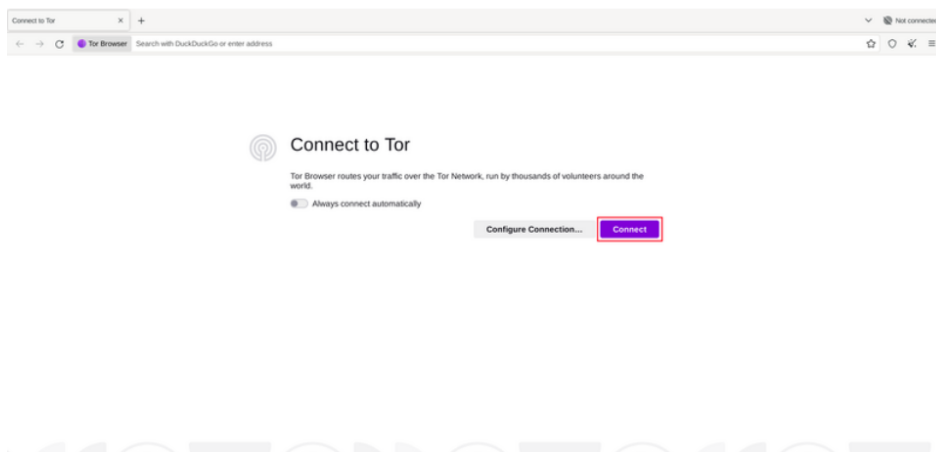 Connect to Tor
Not connected
Tor Browser Search with DuckDuckGo or enter address
Connect to Tor
Tor Browser routes your traffic over the Tor Network, run by thousands of volunteers around the
world.
Always connect automatically
Configure Connection... Connect